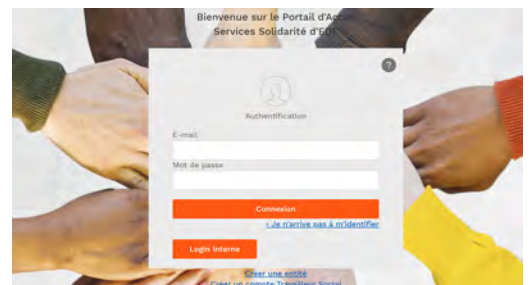 Bienvenue sur le Portail d'Accès
Services Solidarité d'EDF
?
Authentification
E-mail
Mot de passe
Connexion
› Je n'arrive pas à m'identifier
Login Interne
Créer une entité
Créer un compte Travailleur Social